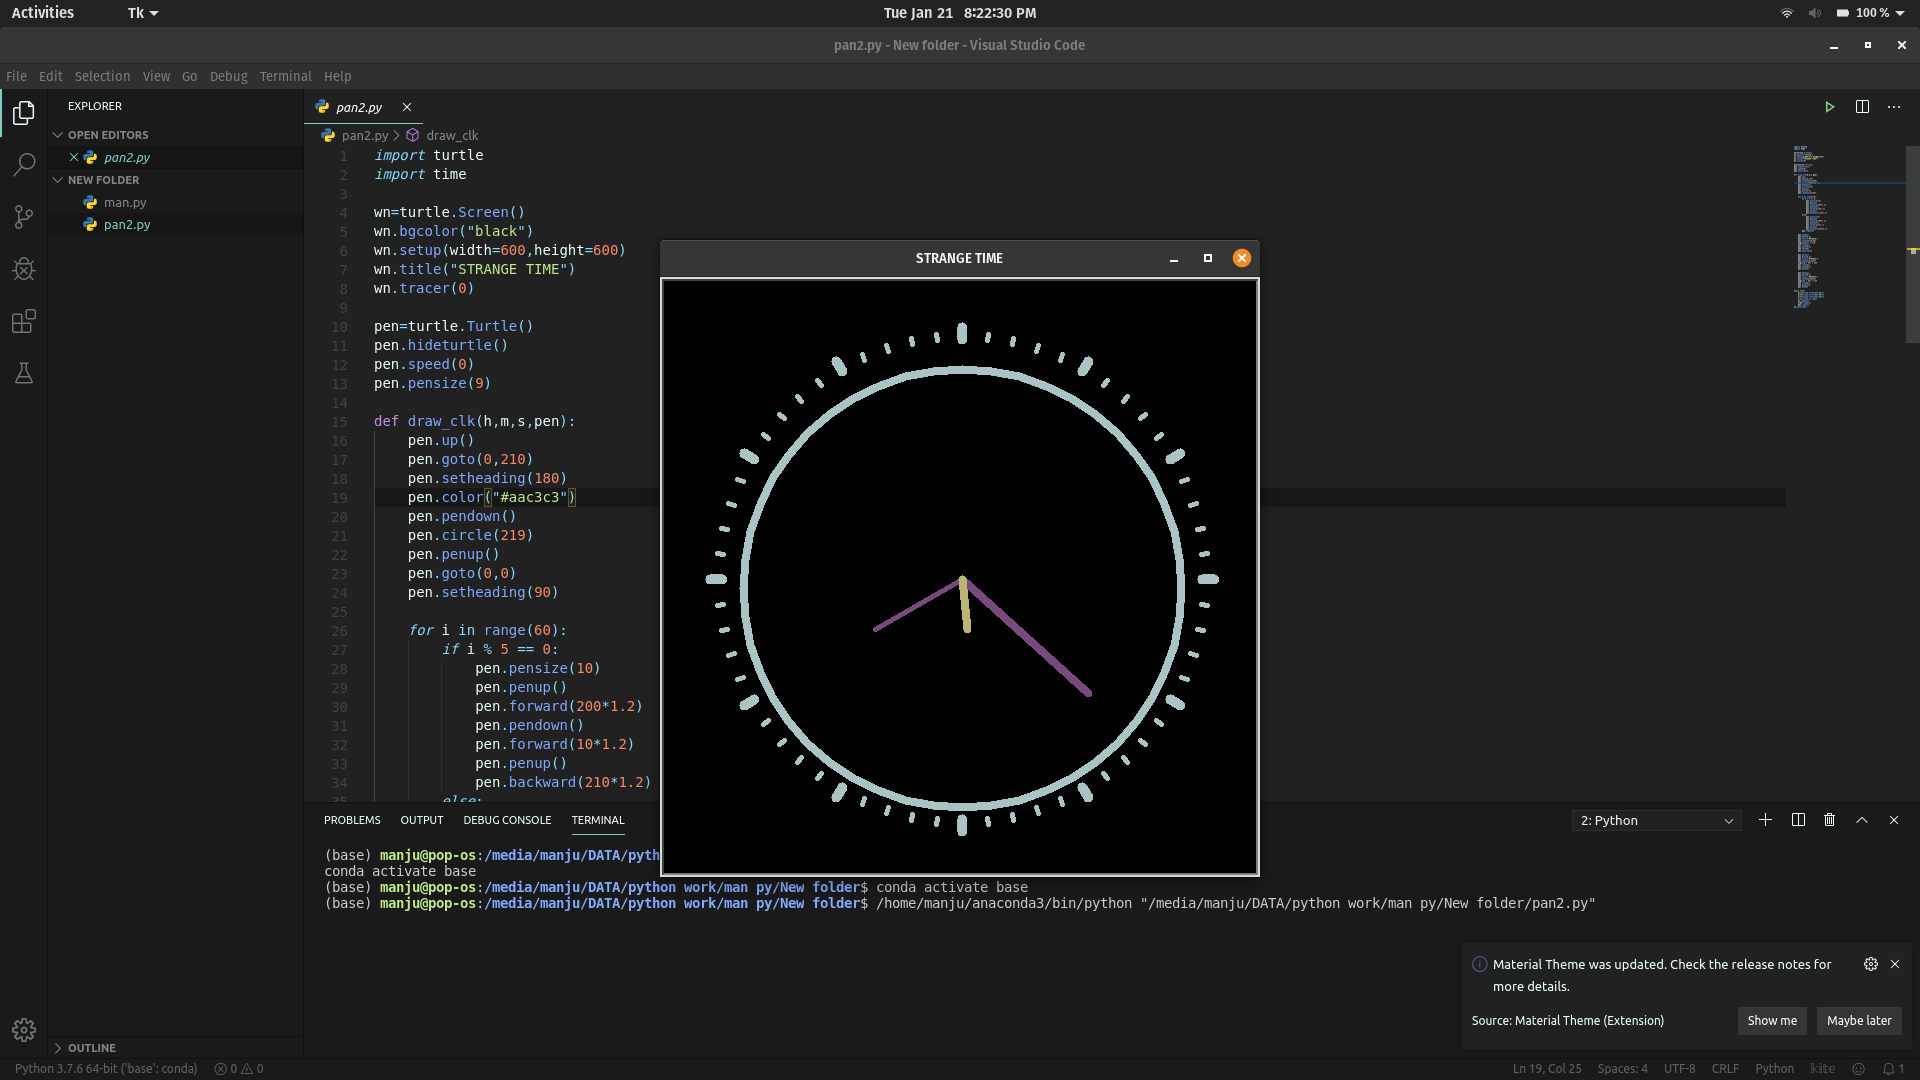 Activities Tk Tue Jan 21 8:22:30 PM 100 %
pan2.py - New folder - Visual Studio Code
File Edit Selection View Go Debug Terminal Help
EXPLORER
OPEN EDITORS
pan2.py
NEW FOLDER
man.py
pan2.py
OUTLINE
pan2.py
pan2.py > draw_clk
1 import turtle
2 import time
3
4 wn=turtle.Screen()
5 wn.bgcolor("black")
6 wn.setup(width=600,height=600)
7 wn.title("STRANGE TIME")
8 wn.tracer(0)
9
10 pen=turtle.Turtle()
11 pen.hideturtle()
12 pen.speed(0)
13 pen.pensize(9)
14
15 def draw_clk(h,m,s,pen):
16 pen.up()
17 pen.goto(0,210)
18 pen.setheading(180)
19 pen.color("#aac3c3")
20 pen.pendown()
21 pen.circle(219)
22 pen.penup()
23 pen.goto(0,0)
24 pen.setheading(90)
25
26 for i in range(60):
27 if i % 5 == 0:
28 pen.pensize(10)
29 pen.penup()
30 pen.forward(200*1.2)
31 pen.pendown()
32 pen.forward(10*1.2)
33 pen.penup()
34 pen.backward(210*1.2)
35 else:
STRANGE TIME
PROBLEMS OUTPUT DEBUG CONSOLE TERMINAL 2: Python
(base) manju@pop-os:/media/manju/DATA/pyth
conda activate base
(base) manju@pop-os:/media/manju/DATA/python work/man py/New folder$ conda activate base
(base) manju@pop-os:/media/manju/DATA/python work/man py/New folder$ /home/manju/anaconda3/bin/python "/media/manju/DATA/python work/man py/New folder/pan2.py"
Material Theme was updated. Check the release notes for
more details.
Source: Material Theme (Extension) Show me Maybe later
Python 3.7.6 64-bit ('base': conda) 0 0 Ln 19, Col 25 Spaces: 4 UTF-8 CRLF Python kite 1